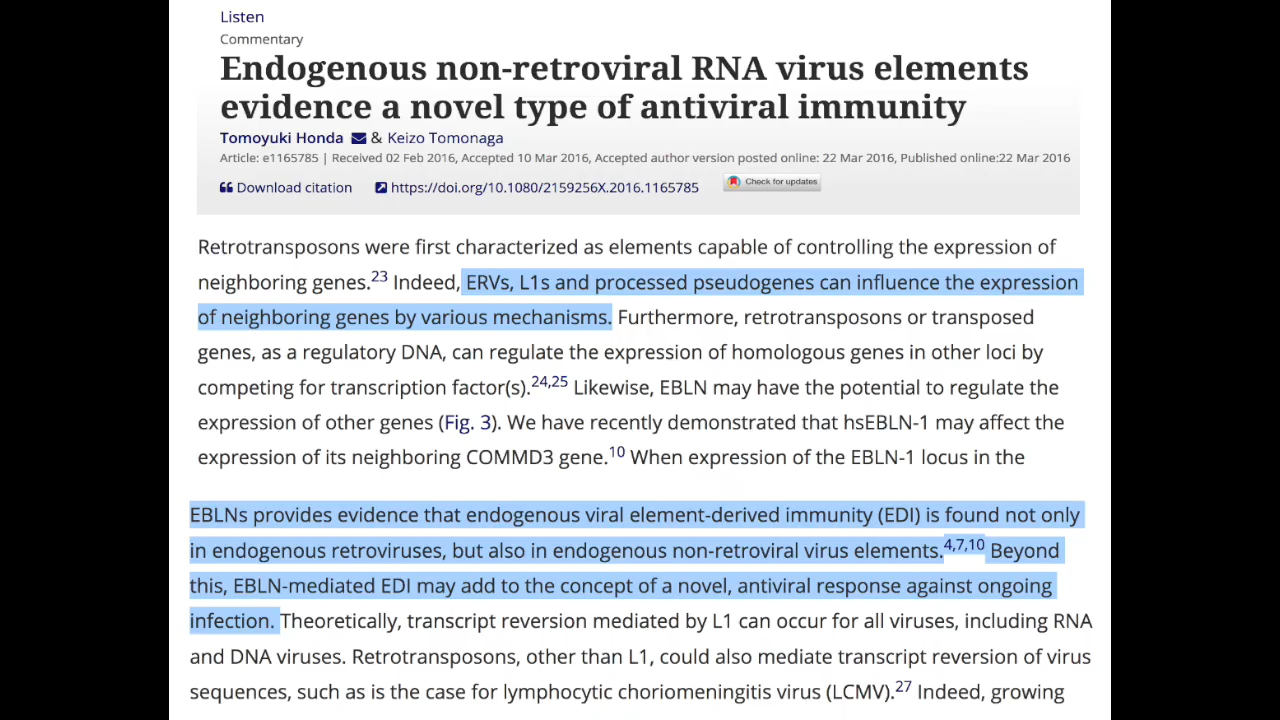 Listen
Commentary
Endogenous non-retroviral RNA virus elements
evidence a novel type of antiviral immunity
Tomoyuki Honda & Keizo Tomonaga
Article: e1165785 | Received 02 Feb 2016, Accepted 10 Mar 2016, Accepted author version posted online: 22 Mar 2016, Published online:22 Mar 2016
Download citation https://doi.org/10.1080/2159256X.2016.1165785 Check for updates
Retrotransposons were first characterized as elements capable of controlling the expression of
neighboring genes.23 Indeed, ERVs, L1s and processed pseudogenes can influence the expression
of neighboring genes by various mechanisms. Furthermore, retrotransposons or transposed
genes, as a regulatory DNA, can regulate the expression of homologous genes in other loci by
competing for transcription factor(s).24,25 Likewise, EBLN may have the potential to regulate the
expression of other genes (Fig. 3). We have recently demonstrated that hsEBLN-1 may affect the
expression of its neighboring COMMD3 gene.10 When expression of the EBLN-1 locus in the
EBLNs provides evidence that endogenous viral element-derived immunity (EDI) is found not only
in endogenous retroviruses, but also in endogenous non-retroviral virus elements.4,7,10 Beyond
this, EBLN-mediated EDI may add to the concept of a novel, antiviral response against ongoing
infection. Theoretically, transcript reversion mediated by L1 can occur for all viruses, including RNA
and DNA viruses. Retrotransposons, other than L1, could also mediate transcript reversion of virus
sequences, such as is the case for lymphocytic choriomeningitis virus (LCMV).27 Indeed, growing